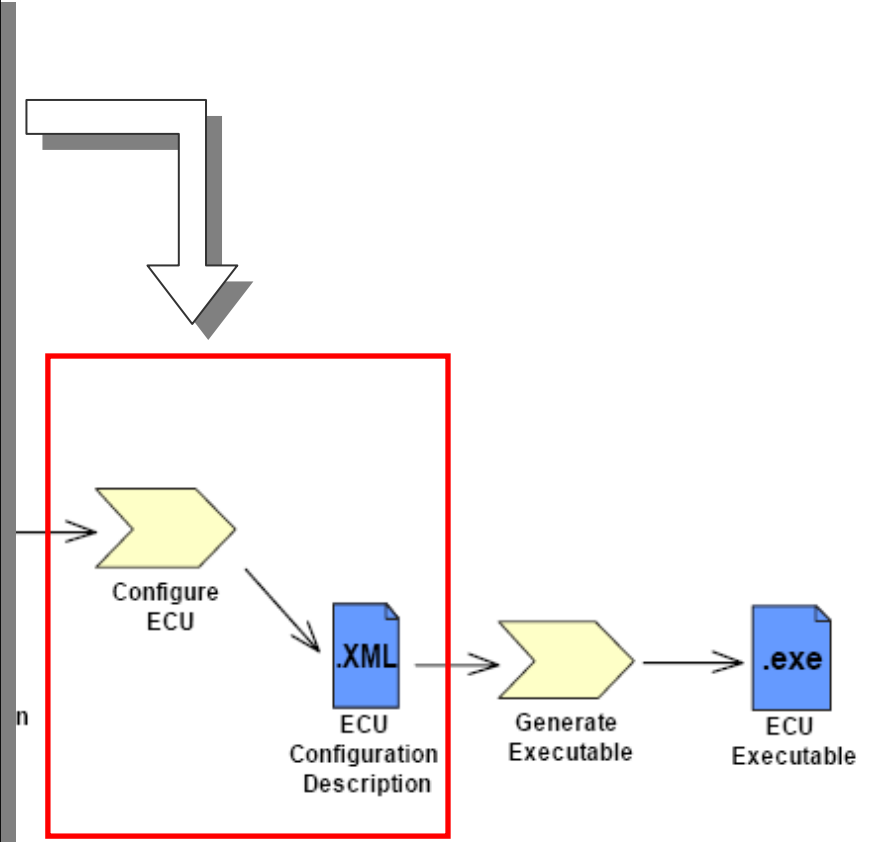 Configure
ECU
.XML
ECU
Configuration
Description
n
Generate
Executable
.exe
ECU
Executable